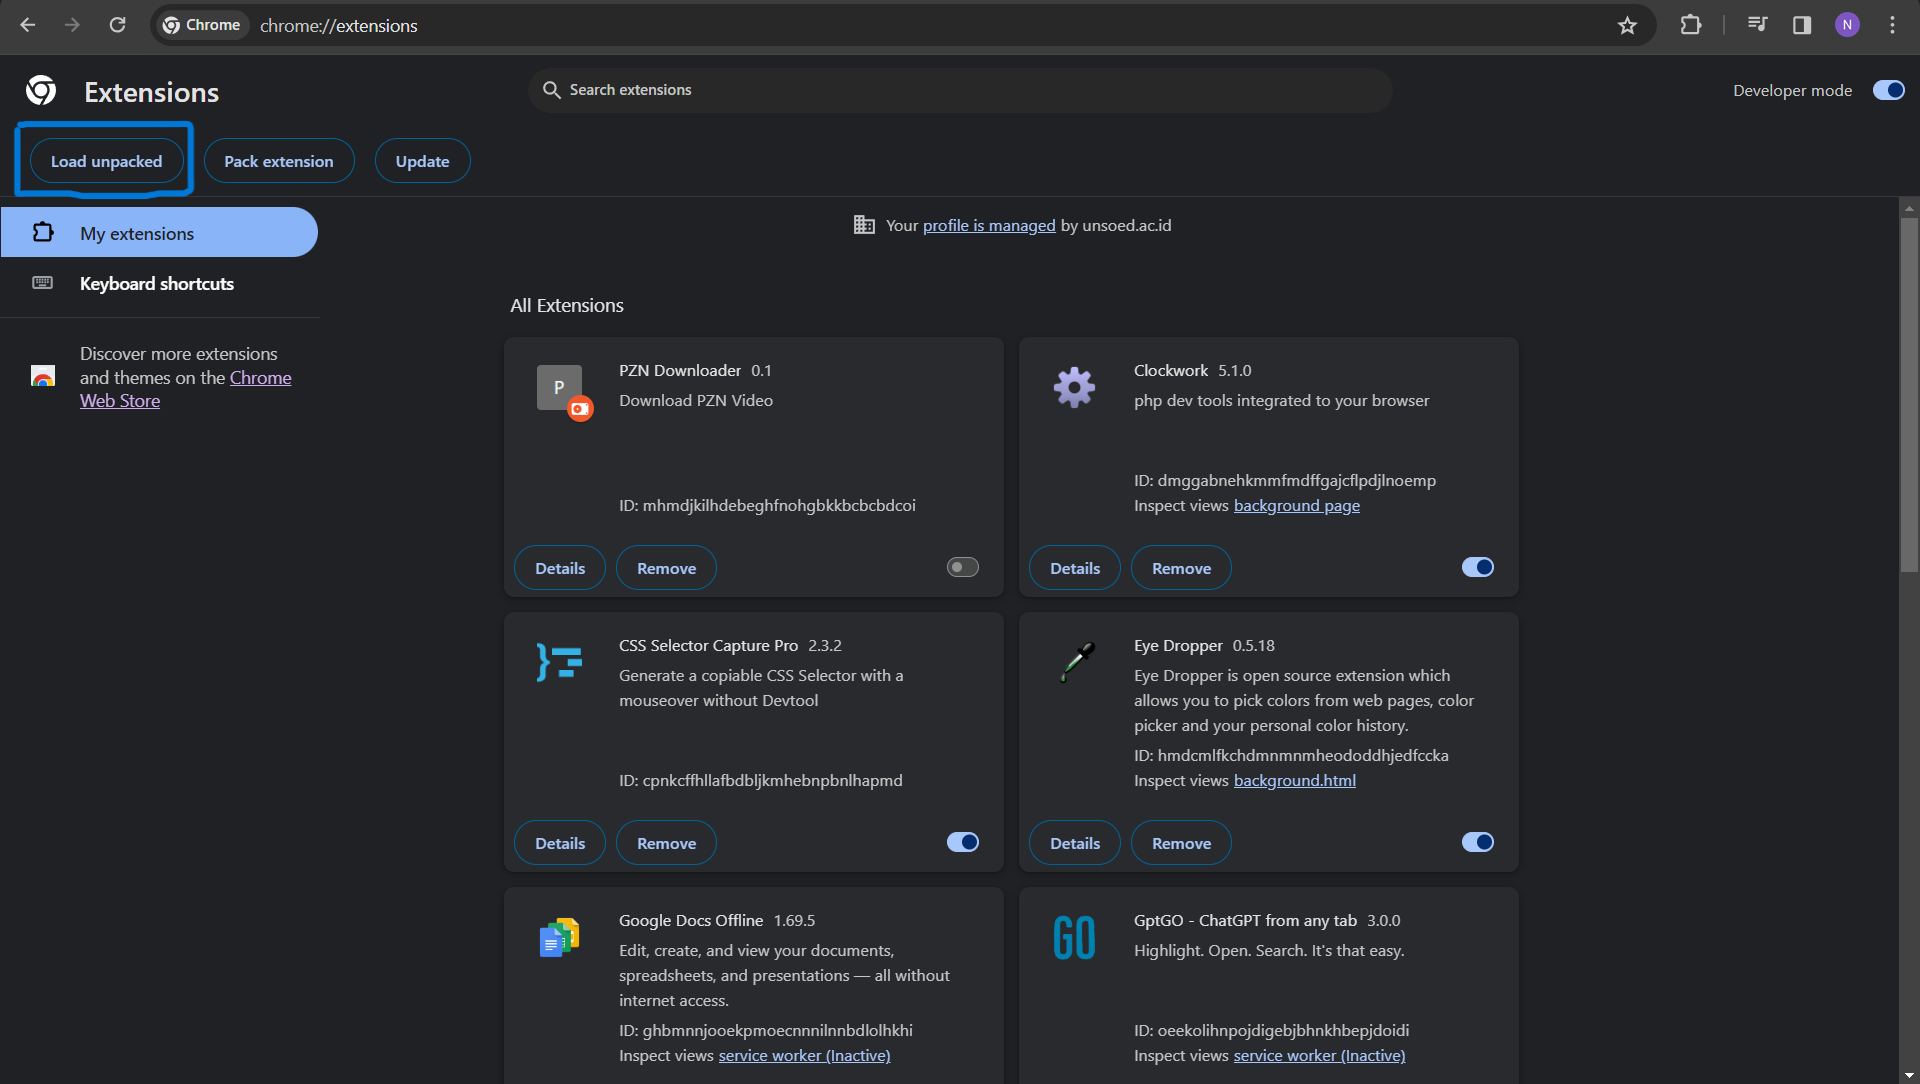 Chrome
chrome://extensions
N
Extensions
Search extensions
Developer mode
Load unpacked
Pack extension
Update
My extensions
Keyboard shortcuts
Discover more extensions
and themes on the Chrome
Web Store
Your profile is managed by unsoed.ac.id
All Extensions
P
PZN Downloader 0.1
Download PZN Video
ID: mhmdjkilhdebeghfnohgbkkbcbcbdcoi
Details
Remove
Clockwork 5.1.0
php dev tools integrated to your browser
ID: dmggabnehkmmfmdffgajcflpdjlnoemp
Inspect views background page
Details
Remove
CSS Selector Capture Pro 2.3.2
Generate a copiable CSS Selector with a
mouseover without Devtool
ID: cpnkcffhllafbdbljkmhebnpbnlhapmd
Details
Remove
Eye Dropper 0.5.18
Eye Dropper is open source extension which
allows you to pick colors from web pages, color
picker and your personal color history.
ID: hmdcmlfkchdmnmnmheododdhjedfccka
Inspect views background.html
Details
Remove
Google Docs Offline 1.69.5
Edit, create, and view your documents,
spreadsheets, and presentations — all without
internet access.
ID: ghbmnnjooekpmoecnnnilnnbdlolhkhi
Inspect views service worker (Inactive)
GO
GptGO - ChatGPT from any tab 3.0.0
Highlight. Open. Search. It's that easy.
ID: oeekolihnpojdigebjbhnkhbepjdoidi
Inspect views service worker (Inactive)